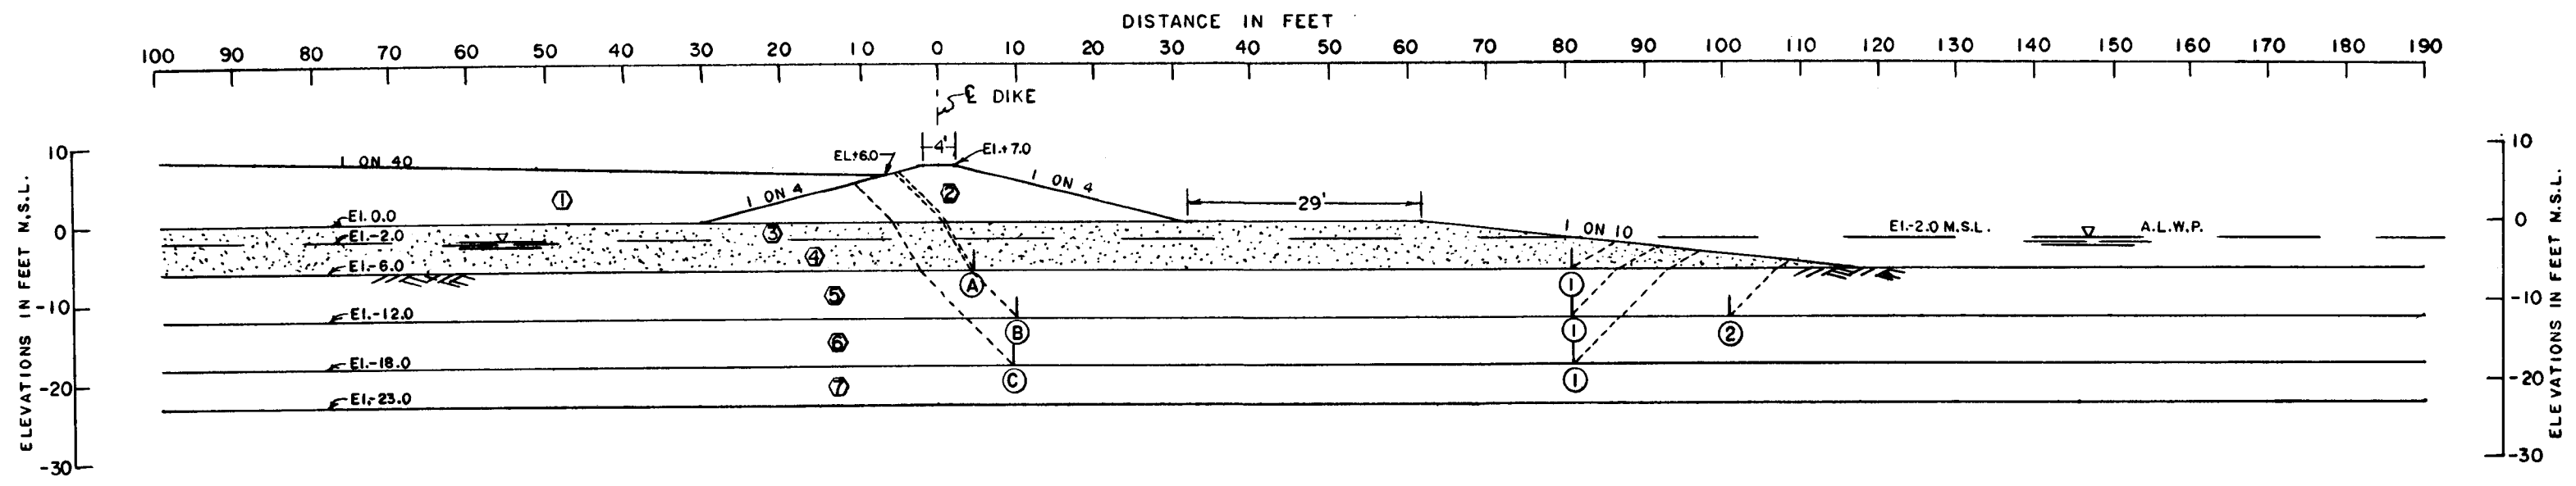 DISTANCE IN FEET
100 90 80 70 60 50 40 30 20 10 0 10 20 30 40 50 60 70 80 90 100 110 120 130 140 150 160 170 180 190
℄ DIKE
ELEVATIONS IN FEET M.S.L.
10
0
-10
-20
-30
1 ON 40
EL.+6.0
4'
El.+7.0
1 ON 4
1 ON 4
29'
1 ON 10
El.-2.0 M.S.L.
A.L.W.P.
El. 0.0
El.-2.0
El.-6.0
El.-12.0
El.-18.0
El.-23.0
1
2
3
4
5
6
7
A
B
C
1
1
2
1
10
0
-10
-20
-30
ELEVATIONS IN FEET M.S.L.